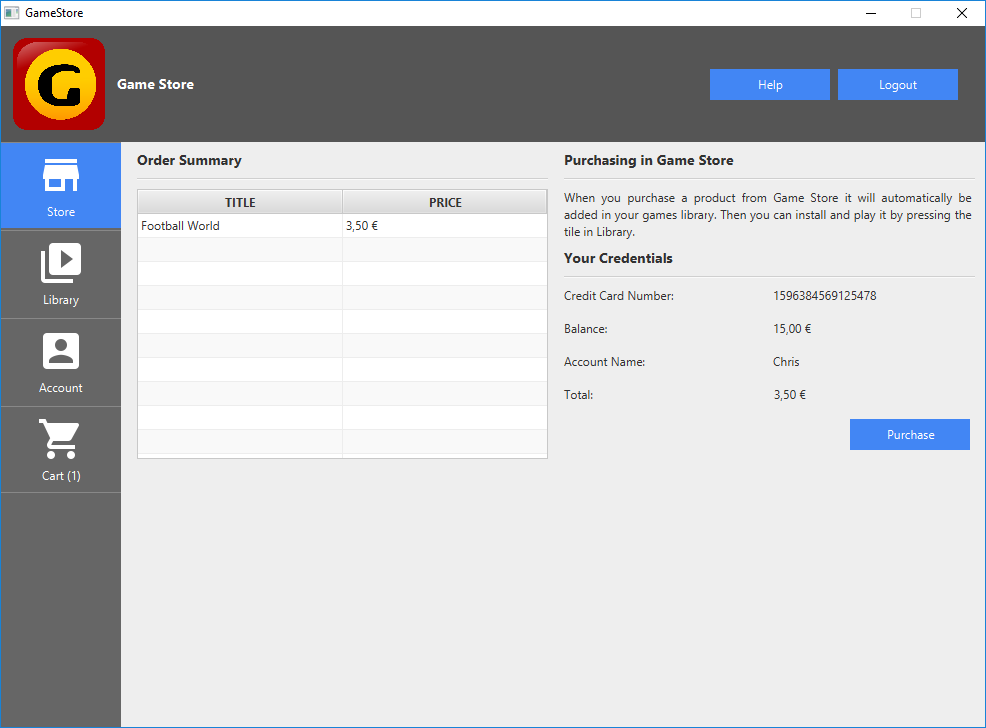 GameStore
G
Game Store
Help
Logout
Store
Library
Account
Cart (1)
Order Summary
TITLE PRICE
Football World 3,50 €
Purchasing in Game Store
When you purchase a product from Game Store it will automatically be
added in your games library. Then you can install and play it by pressing the
tile in Library.
Your Credentials
Credit Card Number: 1596384569125478
Balance: 15,00 €
Account Name: Chris
Total: 3,50 €
Purchase